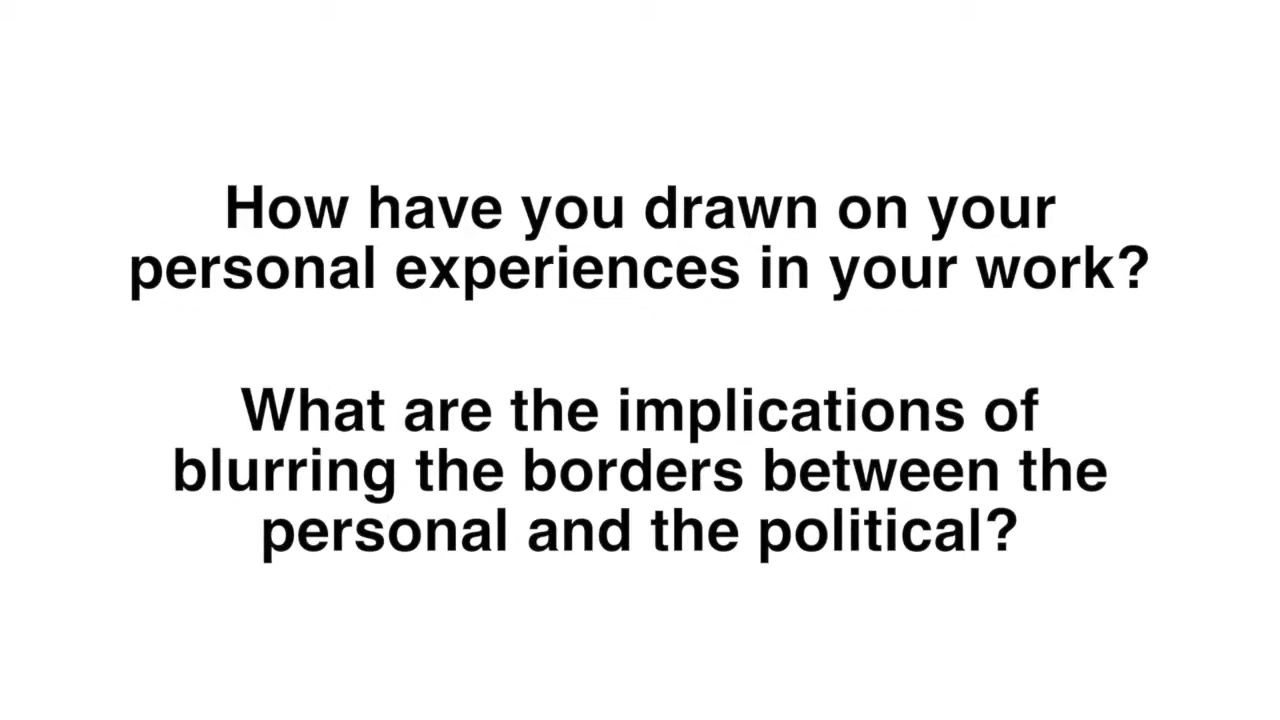 How have you drawn on your
personal experiences in your work?
What are the implications of
blurring the borders between the
personal and the political?